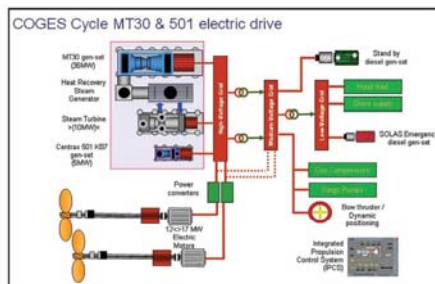 COGES Cycle MT30 & 501 electric drive
MT30 gen-set
(36MW)
Heat Recovery
Steam
Generator
Steam Turbine
>(10MW)<
Centrax 501 KB7
gen-set
(5MW)
High Voltage Grid
Medium Voltage Grid
Low Voltage Grid
Stand by
diesel gen-set
Hotel load
Shore supply
SOLAS Emergency
diesel gen-set
Gas Compressors
Cargo Pumps
Bow thruster /
Dynamic
positioning
Power
converters
12<>17 MW
Electric
Motors
Integrated
Propulsion
Control System
(IPCS)